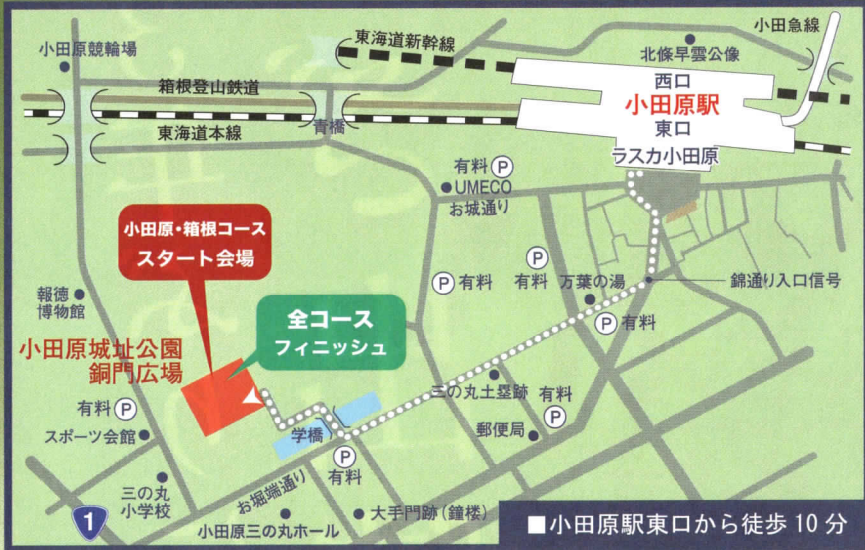 小田急線
東海道新幹線
北條早雲公像
小田原競輪場
西口
箱根登山鉄道
小田原駅
東口
東海道本線
青橋
ラスカ小田原
有料 P
UMECO
お城通り
小田原・箱根コース
スタート会場
P 有料
P
有料
万葉の湯
錦通り入口信号
報徳
博物館
全コース
フィニッシュ
P 有料
小田原城址公園
銅門広場
三の丸土塁跡
有料
P
有料 P
スポーツ会館
学橋
郵便局
P
有料
三の丸
小学校
お堀端通り
1
小田原三の丸ホール
大手門跡(鐘楼)
■小田原駅東口から徒歩 10 分